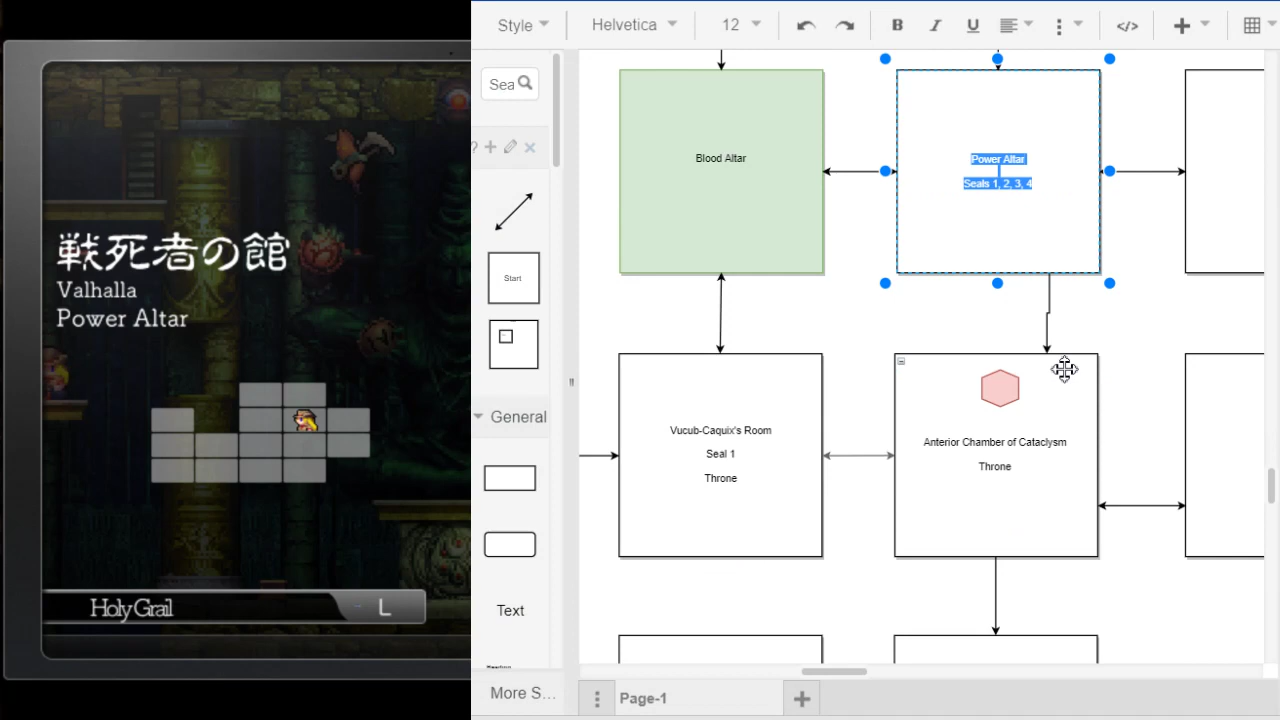 戦死者の館
Valhalla
Power Altar
Holy Grail
L
Style
Helvetica
12
B
I
U
</>
Sea
?
Start
General
Text
More S...
Blood Altar
Power Altar
Seals 1, 2, 3, 4
Vucub-Caquix's Room
Seal 1
Throne
Anterior Chamber of Cataclysm
Throne
Page-1